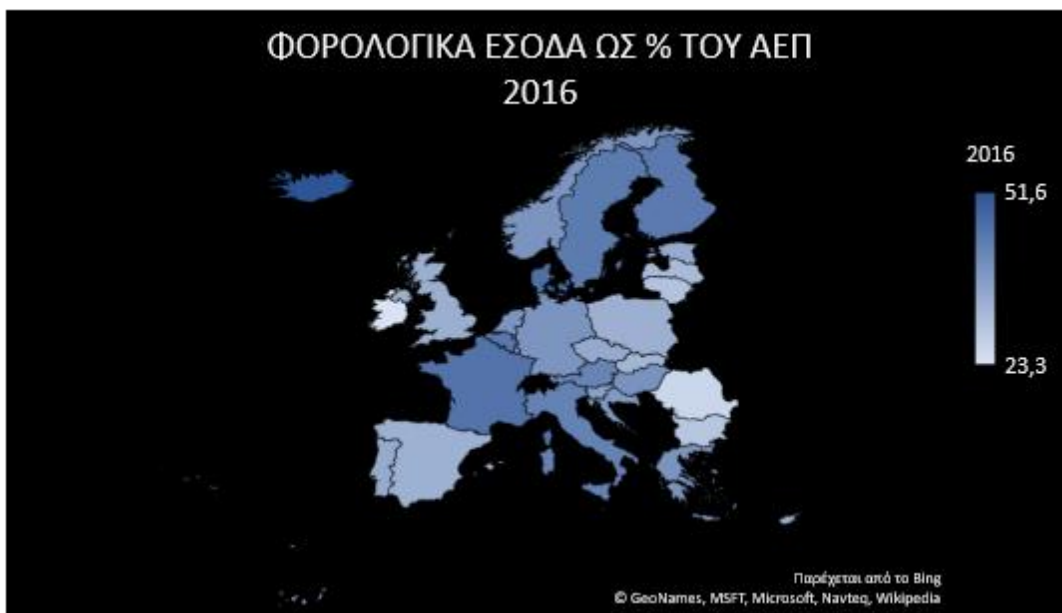 ΦΟΡΟΛΟΓΙΚΑ ΕΣΟΔΑ ΩΣ % ΤΟΥ ΑΕΠ
2016
2016
51,6
23,3
Παρέχεται από το Bing
© GeoNames, MSFT, Microsoft, Navteq, Wikipedia